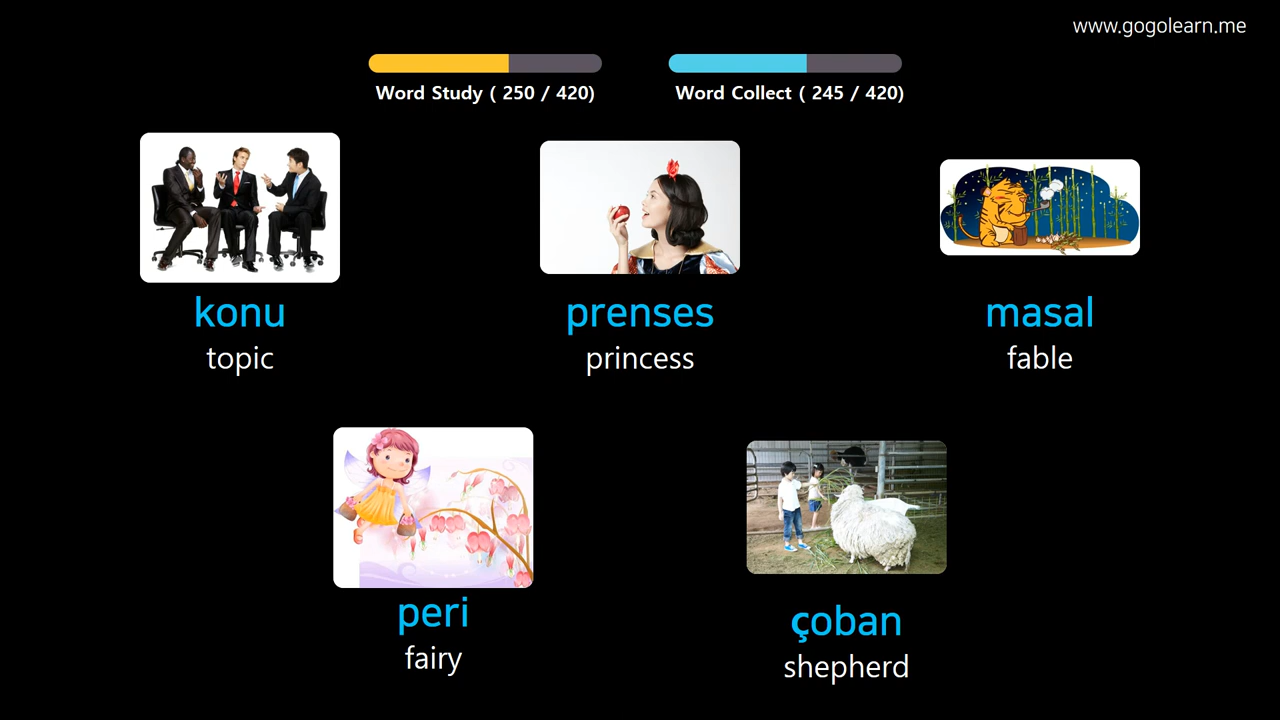 www.gogolearn.me
Word Study ( 250 / 420)
Word Collect ( 245 / 420)
konu
topic
prenses
princess
masal
fable
peri
fairy
çoban
shepherd